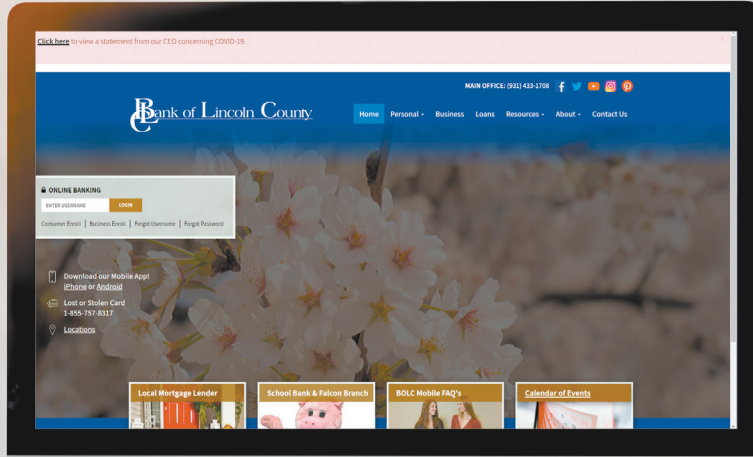 Click here to view a statement from our CEO concerning COVID-19.
MAIN OFFICE: (931) 433-1708
Bank of Lincoln County
Home Personal Business Loans Resources About Contact Us
ONLINE BANKING
ENTER USERNAME LOGIN
Consumer Enroll | Business Enroll | Forgot Username | Forgot Password
Download our Mobile App!
iPhone or Android
Lost or Stolen Card
1-855-757-8317
Locations
Local Mortgage Lender
School Bank & Falcon Branch
BOLC Mobile FAQ's
Calendar of Events